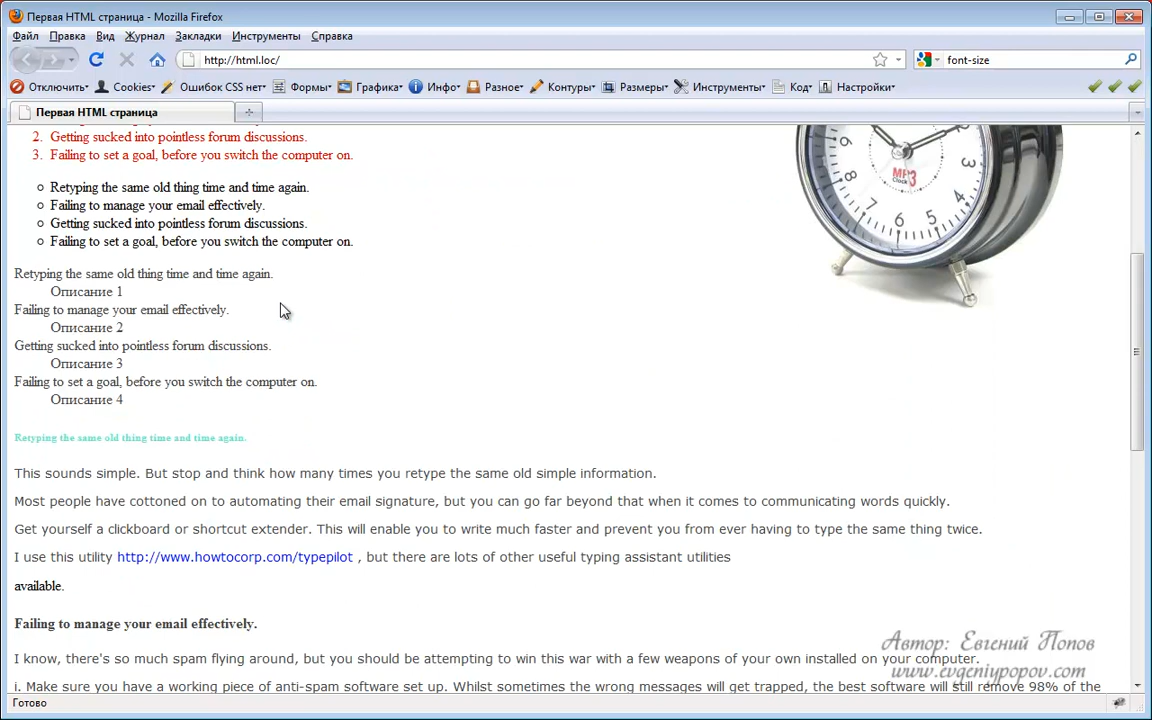 Первая HTML страница - Mozilla Firefox
Файл Правка Вид Журнал Закладки Инструменты Справка
http://html.loc/ font-size
Отключить Cookies Ошибок CSS нет Формы Графика Инфо Разное Контуры Размеры Инструменты Код Настройки
Первая HTML страница
2. Getting sucked into pointless forum discussions.
3. Failing to set a goal, before you switch the computer on.
Retyping the same old thing time and time again.
Failing to manage your email effectively.
Getting sucked into pointless forum discussions.
Failing to set a goal, before you switch the computer on.
Retyping the same old thing time and time again.
Описание 1
Failing to manage your email effectively.
Описание 2
Getting sucked into pointless forum discussions.
Описание 3
Failing to set a goal, before you switch the computer on.
Описание 4
Retyping the same old thing time and time again.
This sounds simple. But stop and think how many times you retype the same old simple information.
Most people have cottoned on to automating their email signature, but you can go far beyond that when it comes to communicating words quickly.
Get yourself a clickboard or shortcut extender. This will enable you to write much faster and prevent you from ever having to type the same thing twice.
I use this utility http://www.howtocorp.com/typepilot , but there are lots of other useful typing assistant utilities
available.
Failing to manage your email effectively.
I know, there's so much spam flying around, but you should be attempting to win this war with a few weapons of your own installed on your computer.
i. Make sure you have a working piece of anti-spam software set up. Whilst sometimes the wrong messages will get trapped, the best software will still remove 98% of the
Автор: Евгений Попов
www.evgeniypopov.com
Готово
MP3
Clock
2
3
4
5
6
7
8